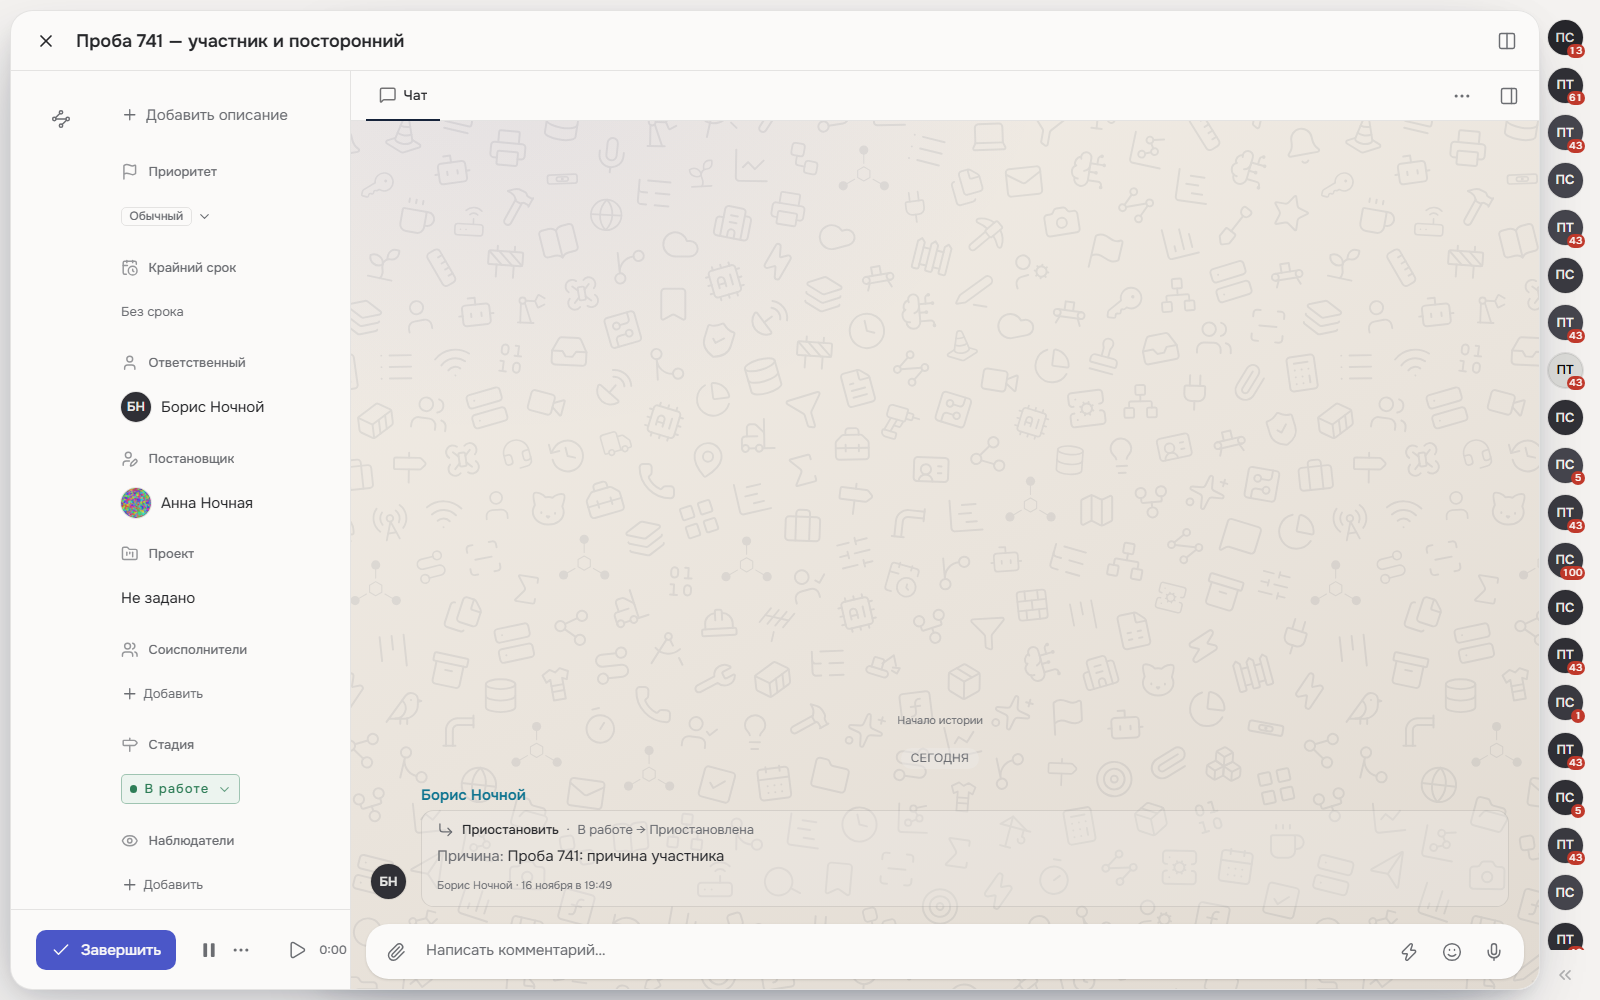 Проба 741 — участник и посторонний
Добавить описание
Приоритет
Обычный
Крайний срок
Без срока
Ответственный
БН Борис Ночной
Постановщик
Анна Ночная
Проект
Не задано
Соисполнители
Добавить
Стадия
В работе
Наблюдатели
Добавить
Завершить
0:00
Чат
Начало истории
СЕГОДНЯ
Борис Ночной
Приостановить · В работе → Приостановлена
Причина: Проба 741: причина участника
Борис Ночной · 16 ноября в 19:49
БН
Написать комментарий...
ПС
13
ПТ
61
ПТ
43
ПС
ПТ
43
ПС
ПТ
43
ПТ
43
ПС
ПС
5
ПТ
43
ПС
100
ПС
ПТ
43
ПС
1
ПТ
43
ПС
5
ПТ
43
ПС
ПТ